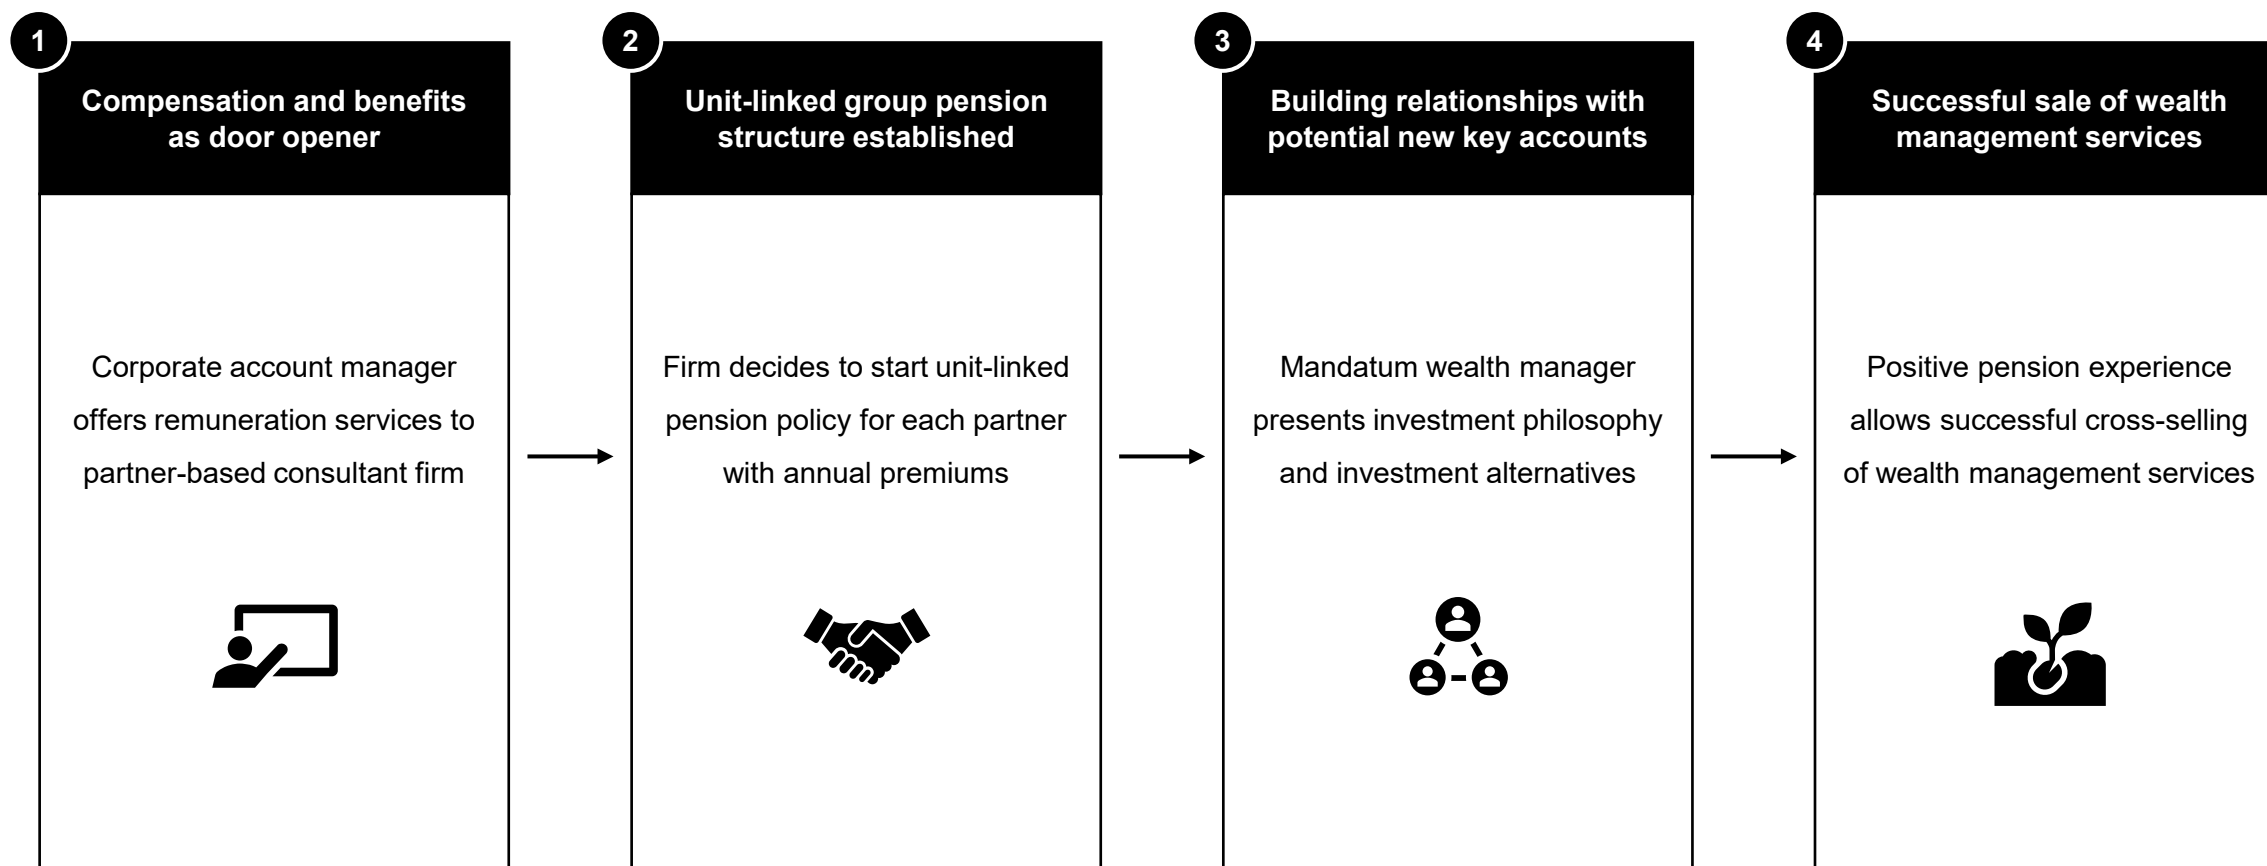 1
Compensation and benefits
as door opener
Corporate account manager
offers remuneration services to
partner-based consultant firm
2
Unit-linked group pension
structure established
Firm decides to start unit-linked
pension policy for each partner
with annual premiums
3
Building relationships with
potential new key accounts
Mandatum wealth manager
presents investment philosophy
and investment alternatives
4
Successful sale of wealth
management services
Positive pension experience
allows successful cross-selling
of wealth management services